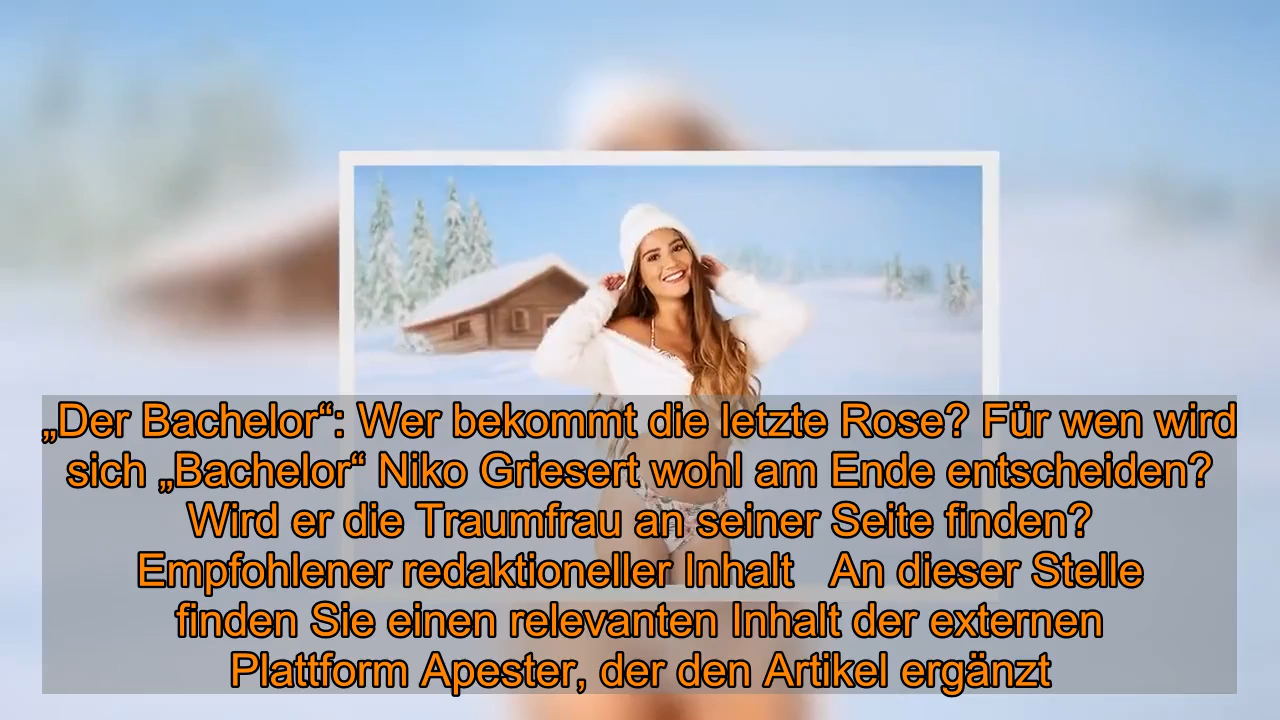 „Der Bachelor“: Wer bekommt die letzte Rose? Für wen wird
sich „Bachelor“ Niko Griesert wohl am Ende entscheiden?
Wird er die Traumfrau an seiner Seite finden?
Empfohlener redaktioneller Inhalt An dieser Stelle
finden Sie einen relevanten Inhalt der externen
Plattform Apester, der den Artikel ergänzt